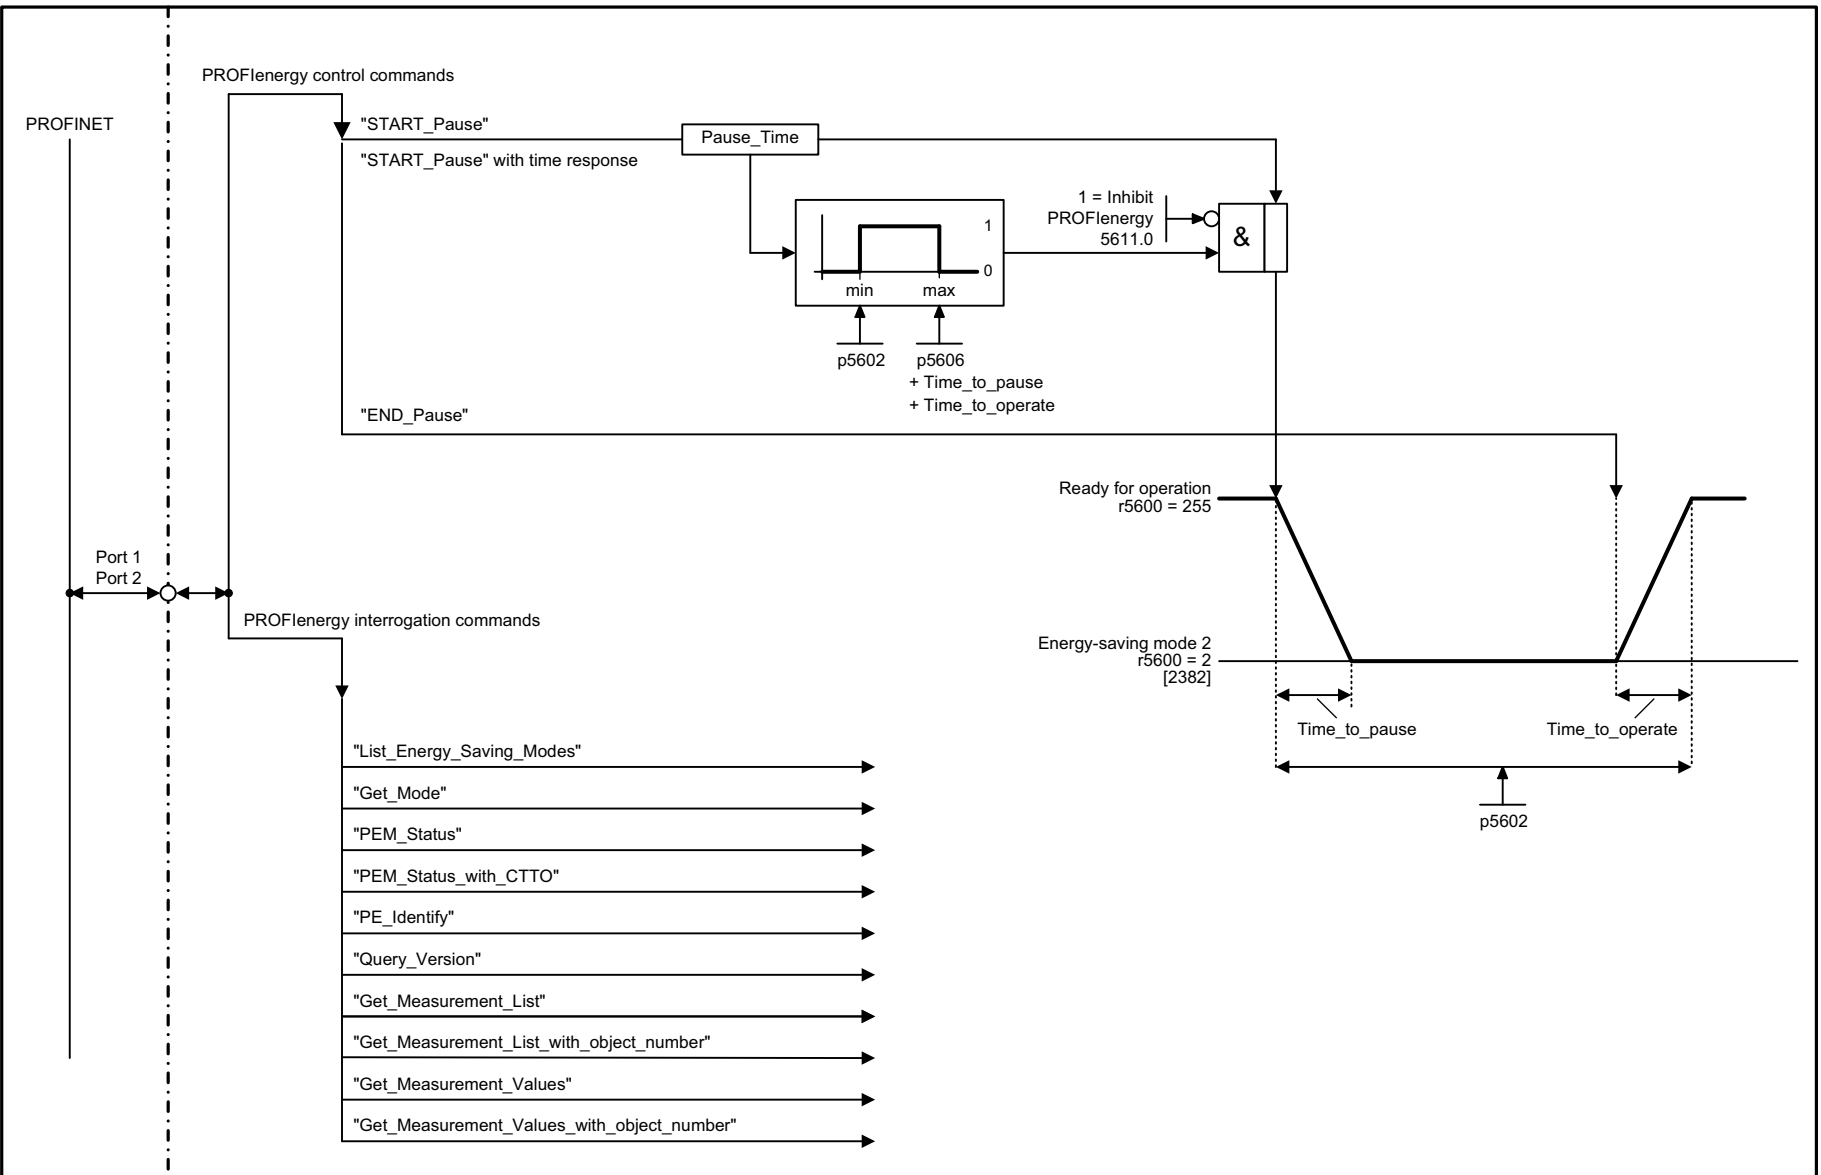 PROFIenergy control commands
PROFINET
"START_Pause"
"START_Pause" with time response
Pause_Time
1 = Inhibit
PROFIenergy
5611.0
&
1
0
min
max
p5602
p5606
+ Time_to_pause
+ Time_to_operate
"END_Pause"
Ready for operation
r5600 = 255
Port 1
Port 2
PROFIenergy interrogation commands
Energy-saving mode 2
r5600 = 2
[2382]
Time_to_pause
Time_to_operate
p5602
"List_Energy_Saving_Modes"
"Get_Mode"
"PEM_Status"
"PEM_Status_with_CTTO"
"PE_Identify"
"Query_Version"
"Get_Measurement_List"
"Get_Measurement_List_with_object_number"
"Get_Measurement_Values"
"Get_Measurement_Values_with_object_number"